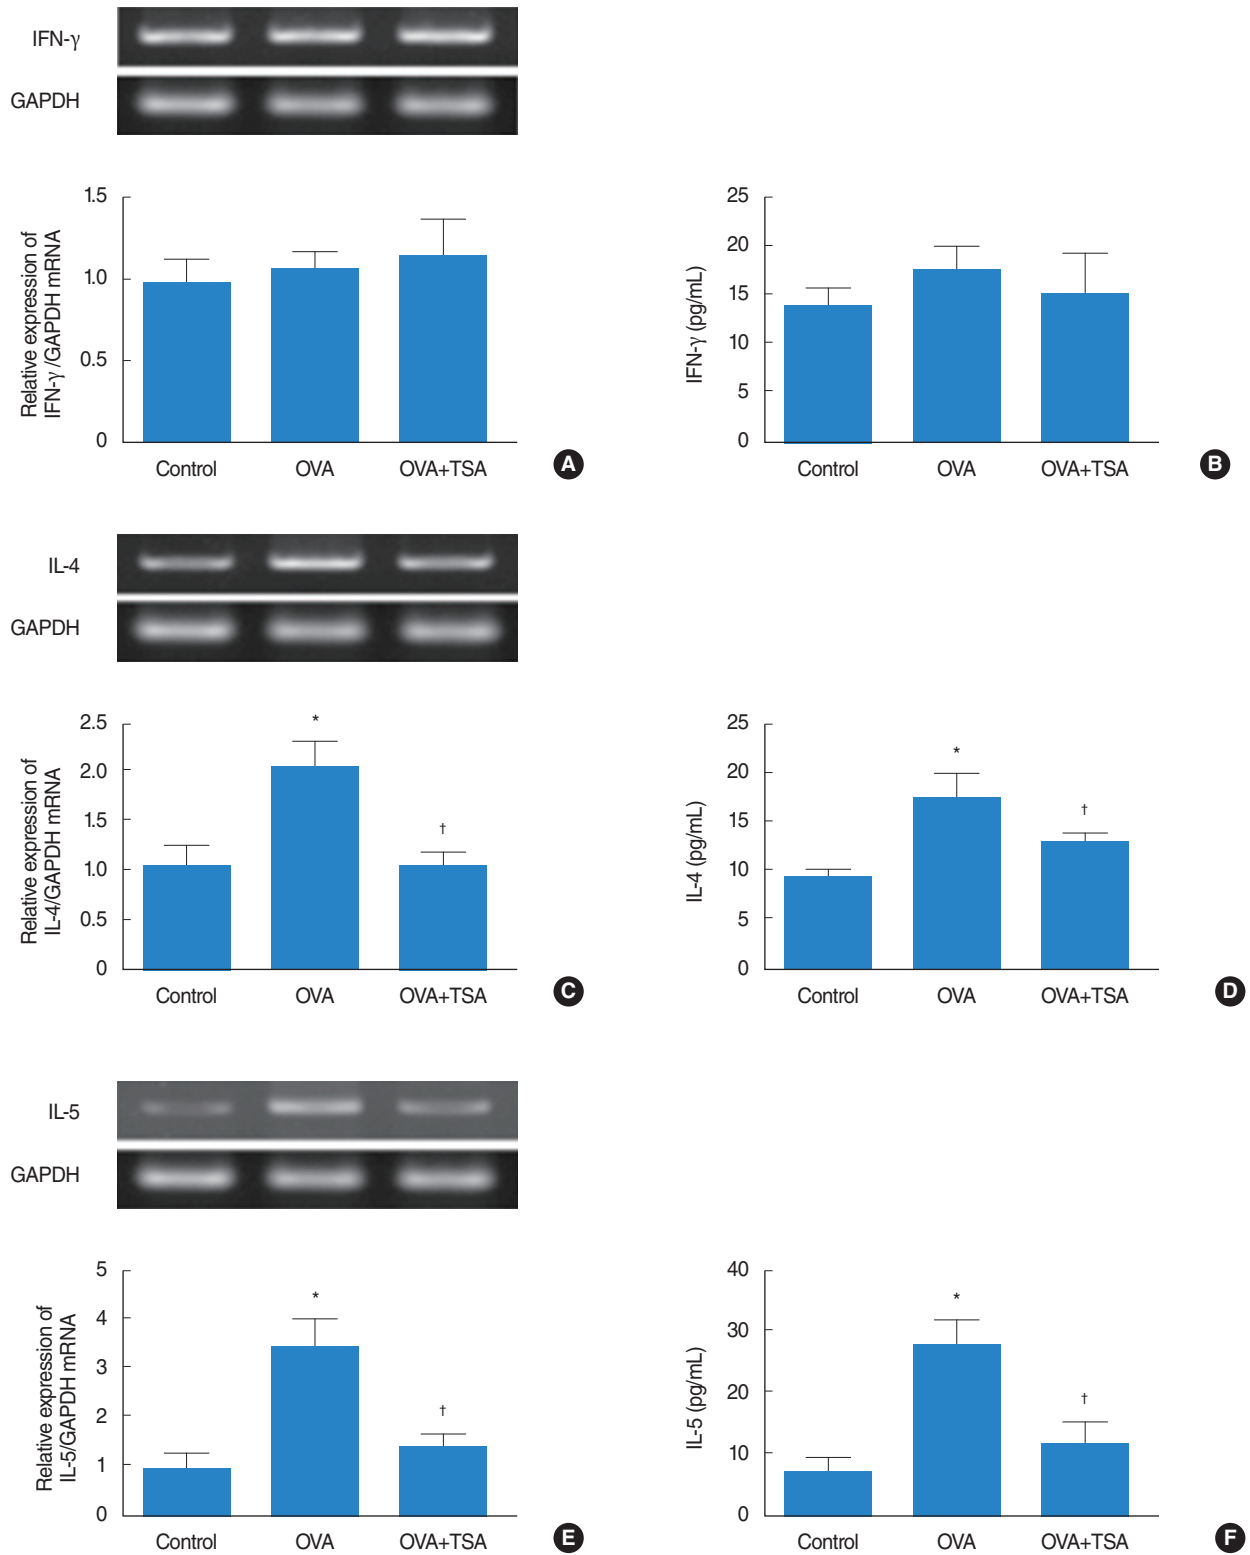 IFN-γ
GAPDH
Relative expression of
IFN-γ/GAPDH mRNA
1.5
1.0
0.5
0
Control OVA OVA+TSA
A
IFN-γ (pg/mL)
25
20
15
10
5
0
Control OVA OVA+TSA
B
IL-4
GAPDH
Relative expression of
IL-4/GAPDH mRNA
2.5
2.0
1.5
1.0
0.5
0
*
†
Control OVA OVA+TSA
C
IL-4 (pg/mL)
25
20
15
10
5
0
*
†
Control OVA OVA+TSA
D
IL-5
GAPDH
Relative expression of
IL-5/GAPDH mRNA
5
4
3
2
1
0
*
†
Control OVA OVA+TSA
E
IL-5 (pg/mL)
40
30
20
10
0
*
†
Control OVA OVA+TSA
F